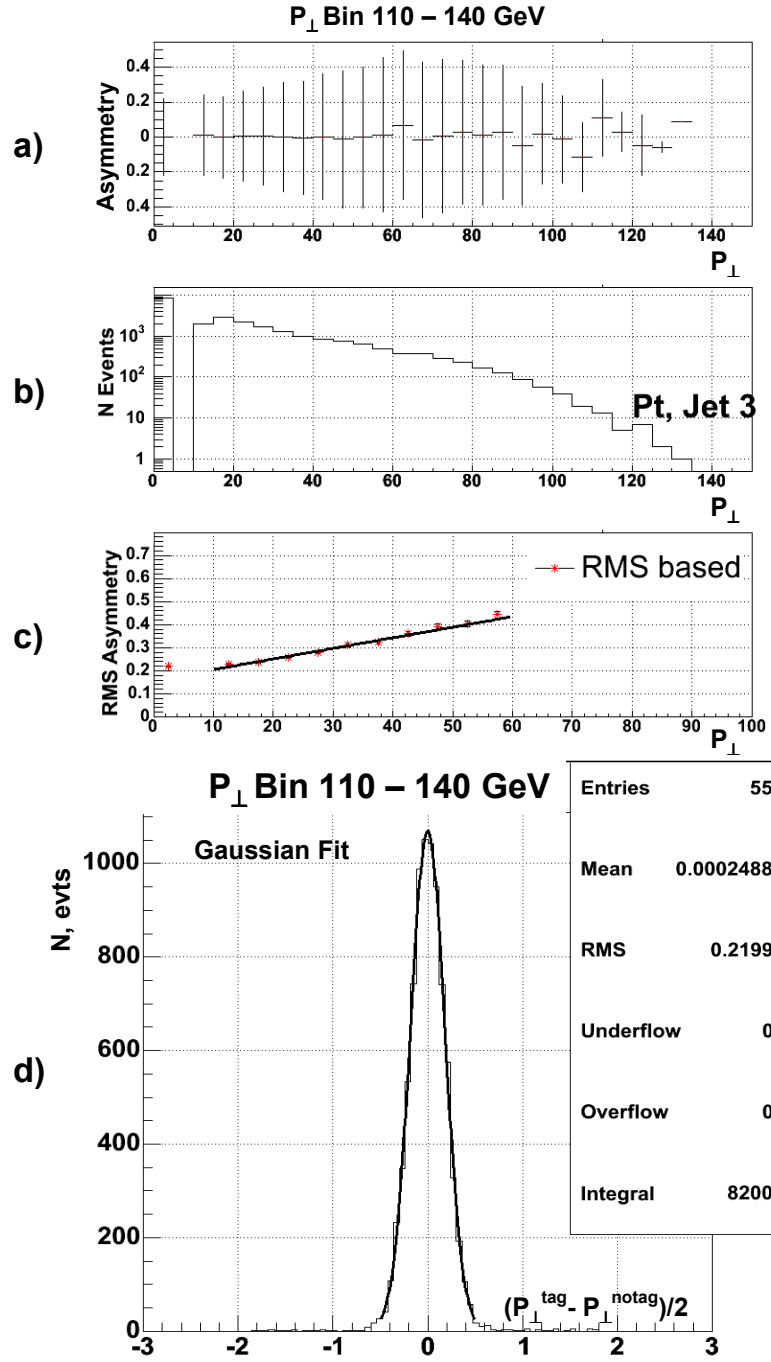 P⊥ Bin 110 – 140 GeV
a)
Asymmetry
0.4
0.2
0
0.2
0.4
0 20 40 60 80 100 120 140
P⊥
b)
N Events
10³
10²
10
1
Pt, Jet 3
0 20 40 60 80 100 120 140
P⊥
c)
RMS Asymmetry
0.7
0.6
0.5
0.4
0.3
0.2
0.1
0
RMS based
0 10 20 30 40 50 60 70 80 90 100
P⊥
P⊥ Bin 110 – 140 GeV
d)
N, evts
Gaussian Fit
1000
800
600
400
200
0
Entries 55
Mean 0.0002488
RMS 0.2199
Underflow 0
Overflow 0
Integral 8200
(P⊥^tag - P⊥^notag)/2
-3 -2 -1 0 1 2 3